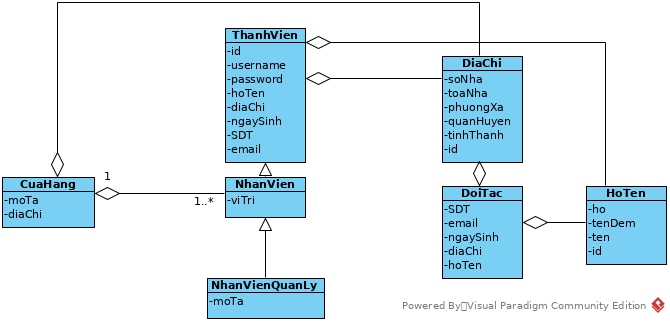 ThanhVien
-id
-username
-password
-hoTen
-diaChi
-ngaySinh
-SDT
-email
DiaChi
-soNha
-toaNha
-phuongXa
-quanHuyen
-tinhThanh
-id
CuaHang
-moTa
-diaChi
1
1..*
NhanVien
-viTri
DoiTac
-SDT
-email
-ngaySinh
-diaChi
-hoTen
HoTen
-ho
-tenDem
-ten
-id
NhanVienQuanLy
-moTa
Powered By Visual Paradigm Community Edition